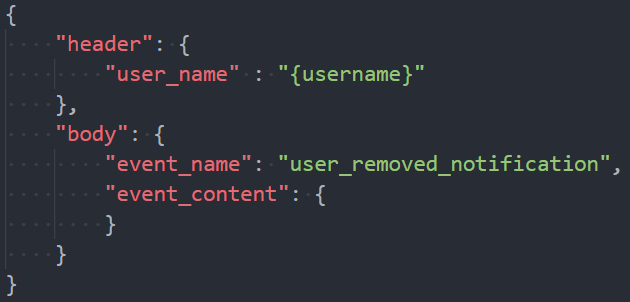 {
    "header": {
        "user_name" : "{username}"
    },
    "body": {
        "event_name": "user_removed_notification",
        "event_content": {
        }
    }
}